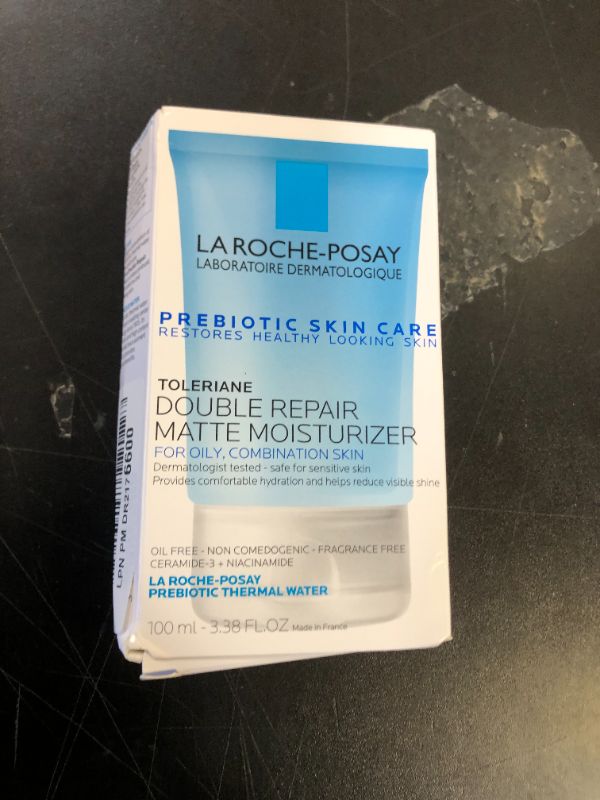 LA ROCHE-POSAY
LABORATOIRE DERMATOLOGIQUE
PREBIOTIC SKIN CARE
RESTORES HEALTHY LOOKING SKIN
TOLERIANE
DOUBLE REPAIR
MATTE MOISTURIZER
FOR OILY, COMBINATION SKIN
Dermatologist tested - safe for sensitive skin
Provides comfortable hydration and helps reduce visible shine
OIL FREE - NON COMEDOGENIC - FRAGRANCE FREE
CERAMIDE-3 + NIACINAMIDE
LA ROCHE-POSAY
PREBIOTIC THERMAL WATER
100 ml - 3.38 FL.OZ Made in France
LPN PM DR2176600